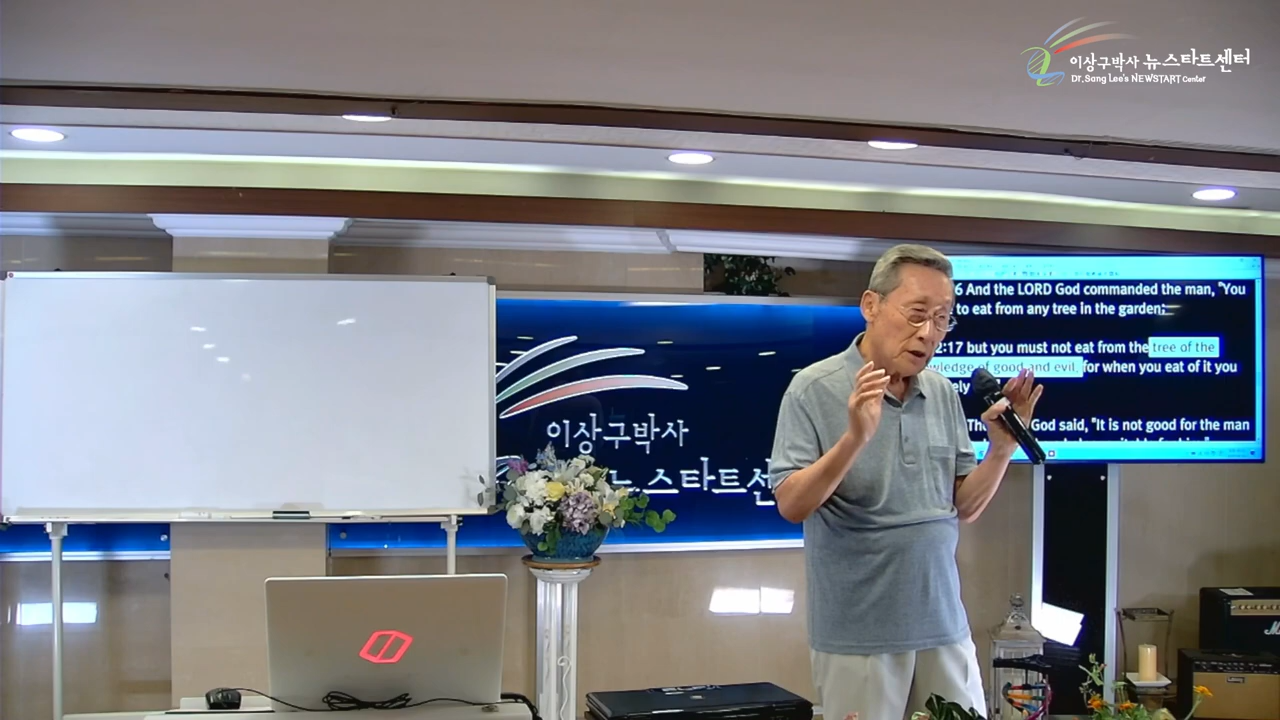 이상구박사 뉴스타트센터
Dr. Sang Lee's NEWSTART Center
6 And the LORD God commanded the man, "You
to eat from any tree in the garden;
2:17 but you must not eat from the tree of the
wledge of good and evil, for when you eat of it you
ely
God said, "It is not good for the man
이상구박사
뉴스타트센